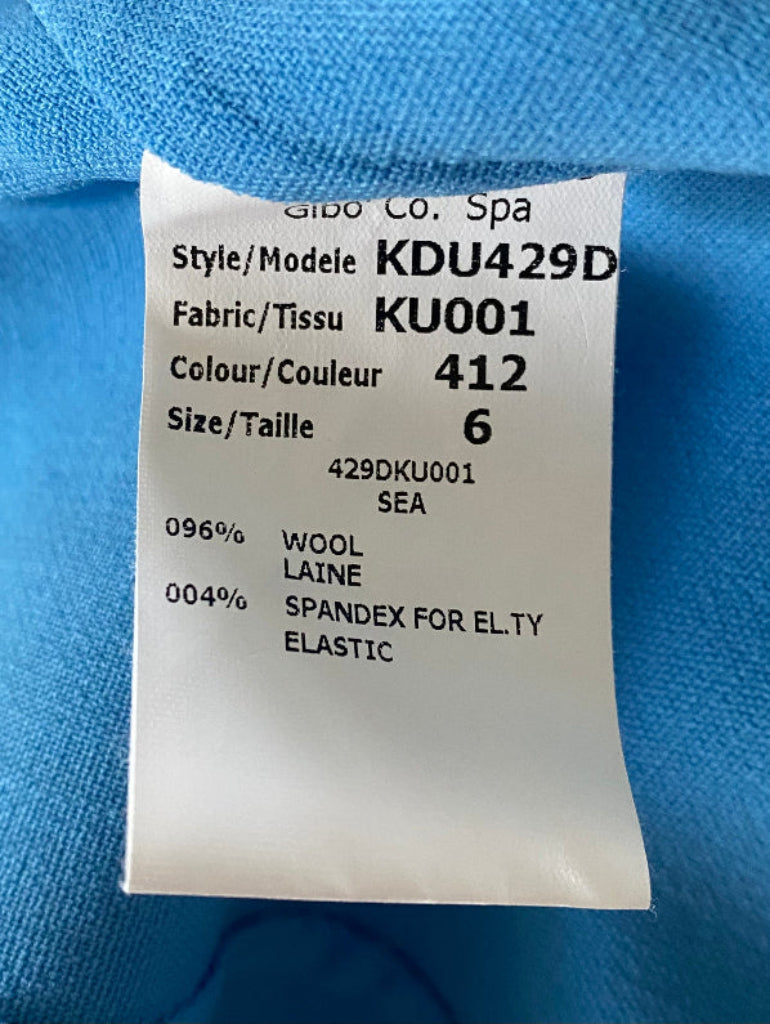 Gibo Co. Spa
Style/Modele KDU429D
Fabric/Tissu KU001
Colour/Couleur 412
Size/Taille 6
429DKU001
SEA
096% WOOL
LAINE
004% SPANDEX FOR EL.TY
ELASTIC